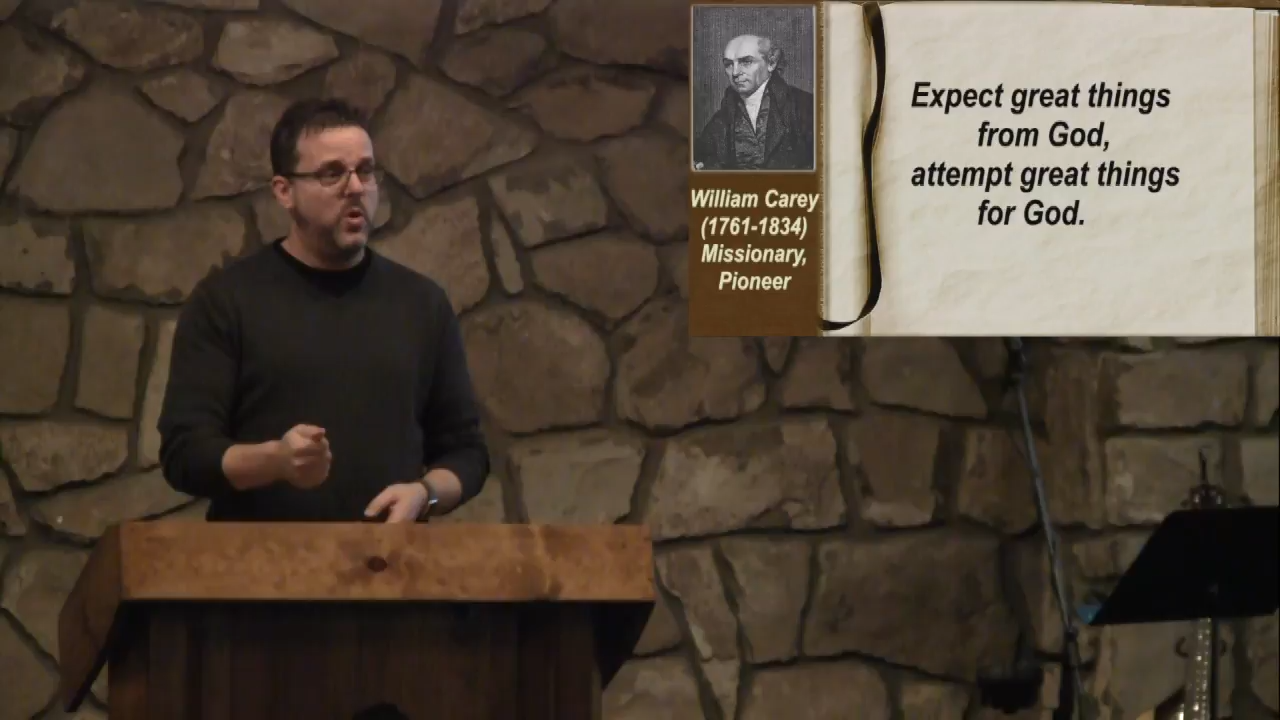 William Carey
(1761-1834)
Missionary,
Pioneer
Expect great things
from God,
attempt great things
for God.